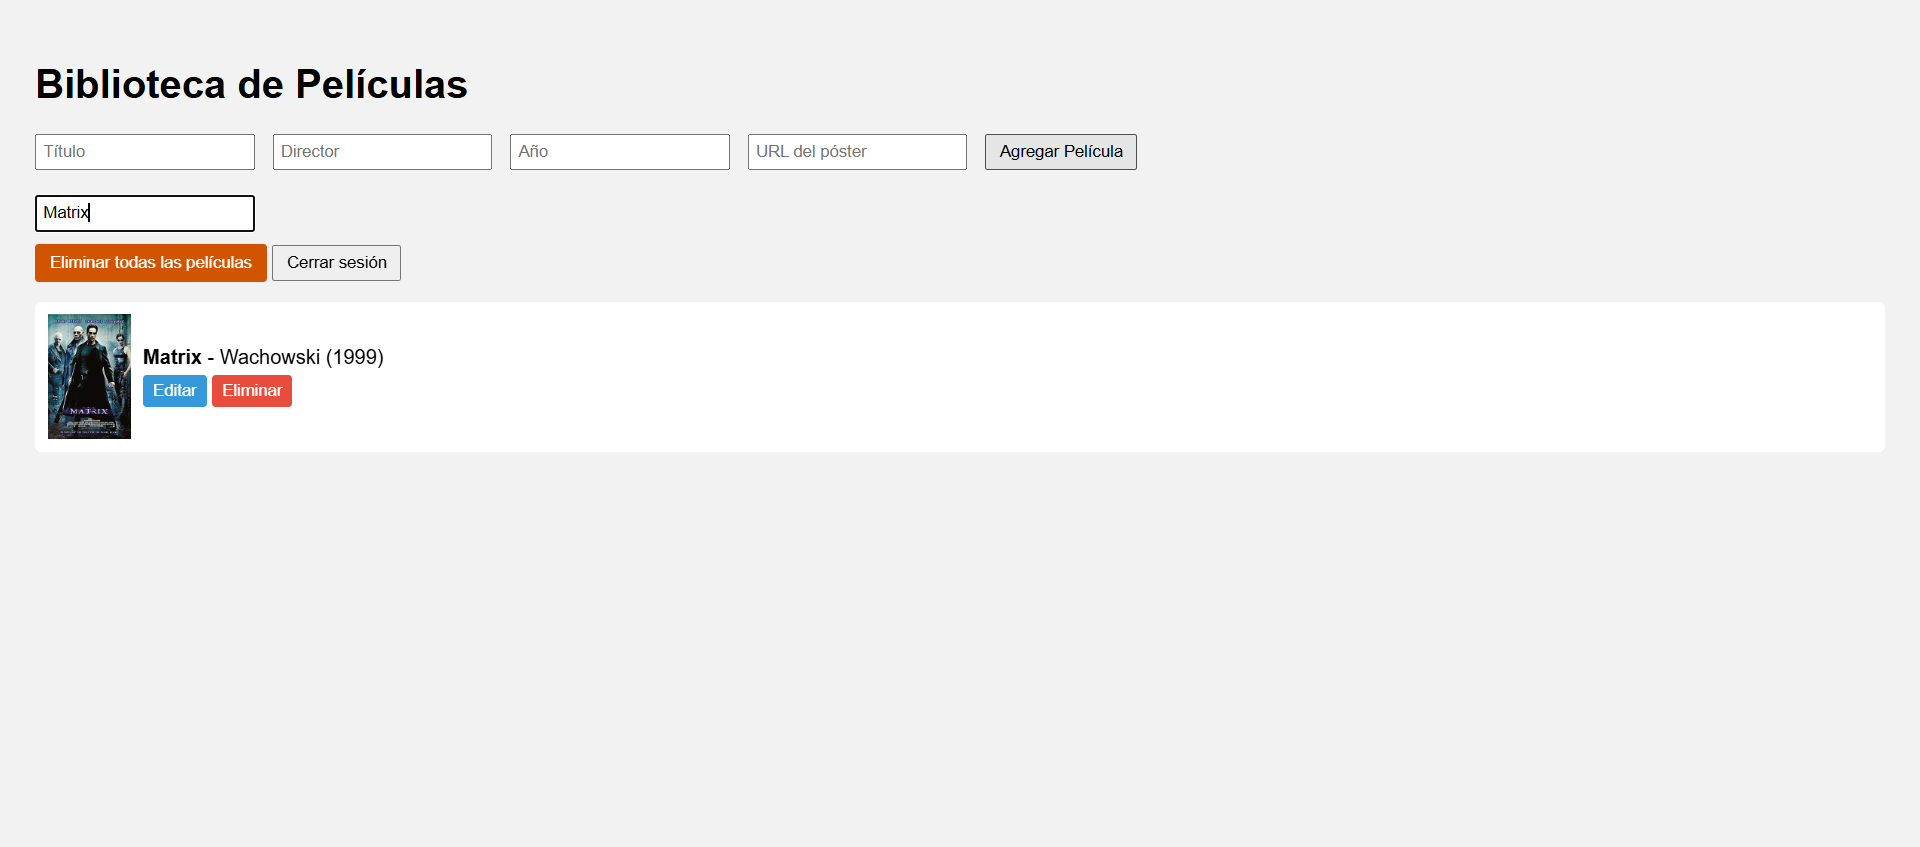 Biblioteca de Películas
Título Director Año URL del póster Agregar Película
Matrix
Eliminar todas las películas Cerrar sesión
MATRIX
Matrix - Wachowski (1999)
Editar Eliminar